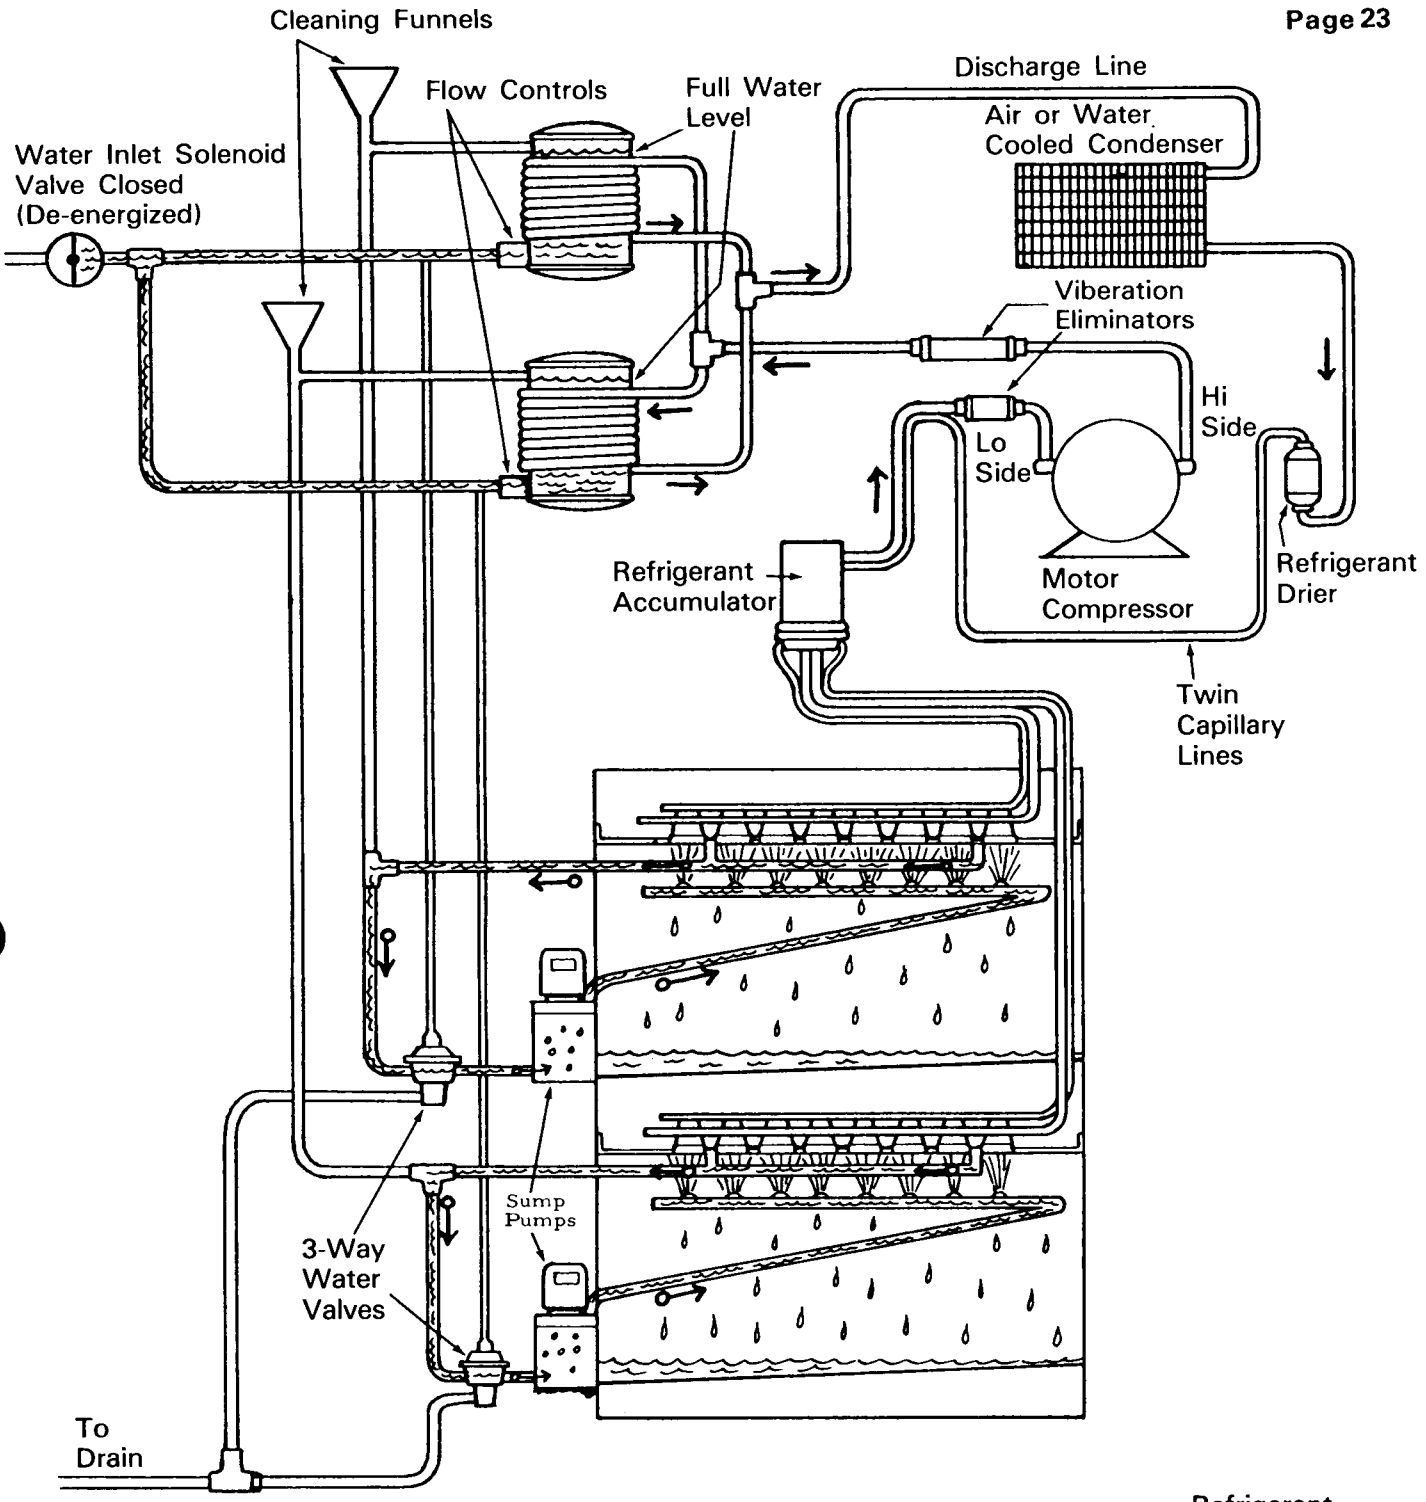 Page 23
Cleaning Funnels
Flow Controls
Full Water
Level
Discharge Line
Air or Water
Cooled Condenser
Water Inlet Solenoid
Valve Closed
(De-energized)
Viberation
Eliminators
Hi
Side
Lo
Side
Refrigerant
Accumulator
Motor
Compressor
Refrigerant
Drier
Twin
Capillary
Lines
Sump
Pumps
3-Way
Water
Valves
To
Drain
Refrigerant